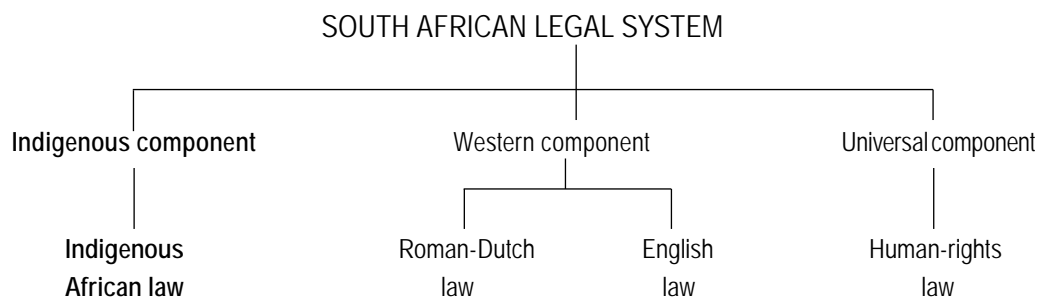 SOUTH AFRICAN LEGAL SYSTEM
Indigenous component Western component Universal component
Indigenous Roman-Dutch English Human-rights
African law law law law